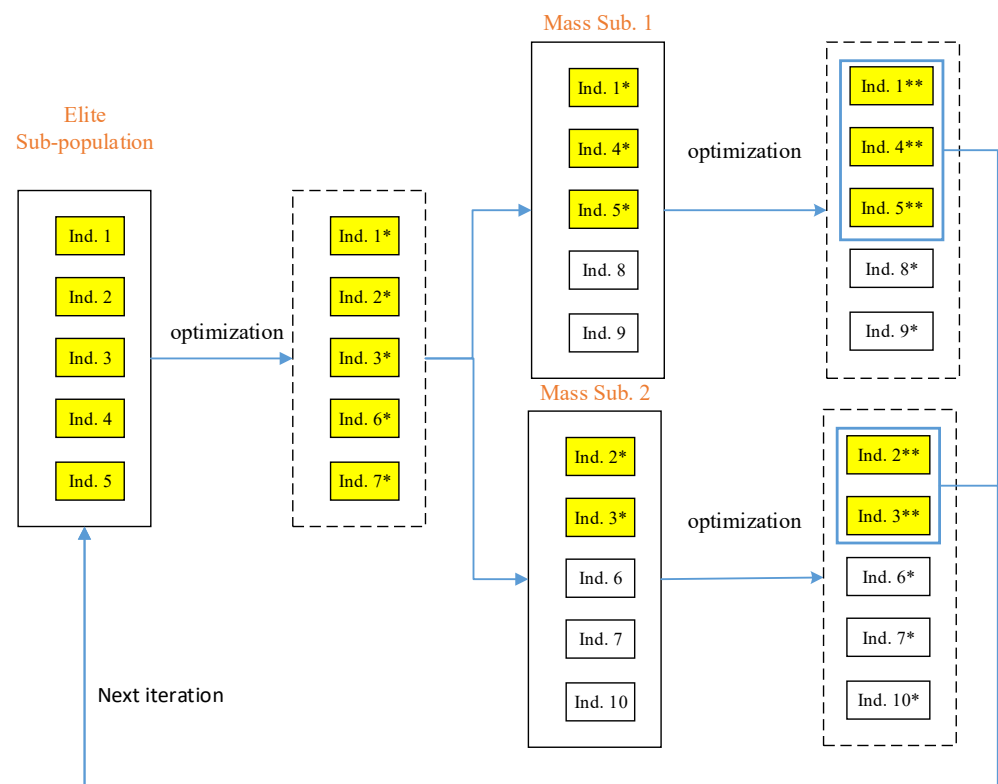 Elite
Sub-population
Ind. 1
Ind. 2
Ind. 3
Ind. 4
Ind. 5
optimization
Ind. 1*
Ind. 2*
Ind. 3*
Ind. 6*
Ind. 7*
Mass Sub. 1
Ind. 1*
Ind. 4*
Ind. 5*
Ind. 8
Ind. 9
optimization
Ind. 1**
Ind. 4**
Ind. 5**
Ind. 8*
Ind. 9*
Mass Sub. 2
Ind. 2*
Ind. 3*
Ind. 6
Ind. 7
Ind. 10
optimization
Ind. 2**
Ind. 3**
Ind. 6*
Ind. 7*
Ind. 10*
Next iteration